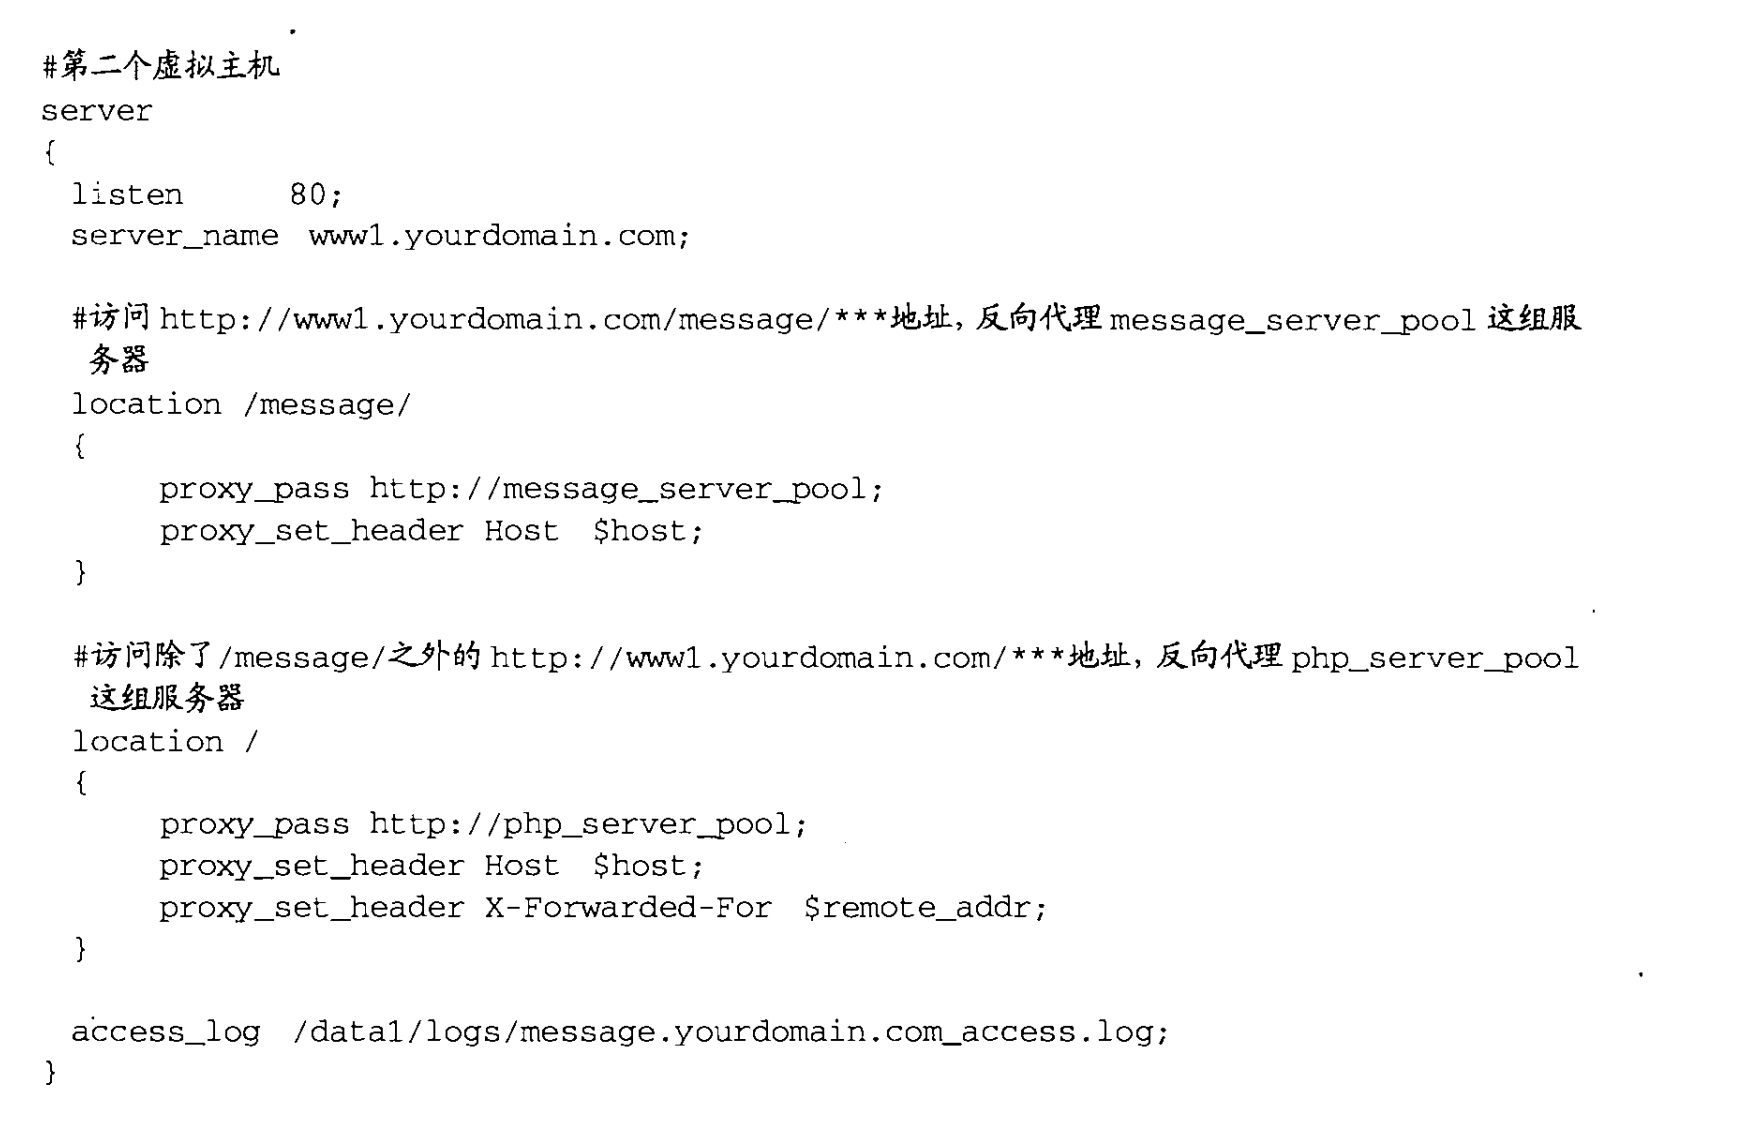 #第二个虚拟主机
server
{
listen 80;
server_name www1.yourdomain.com;
#访问 http://www1.yourdomain.com/message/***地址, 反向代理 message_server_pool 这组服
务器
location /message/
{
proxy_pass http://message_server_pool;
proxy_set_header Host $host;
}
#访问除了/message/之外的 http://www1.yourdomain.com/***地址, 反向代理 php_server_pool
这组服务器
location /
{
proxy_pass http://php_server_pool;
proxy_set_header Host $host;
proxy_set_header X-Forwarded-For $remote_addr;
}
access_log /data1/logs/message.yourdomain.com_access.log;
}